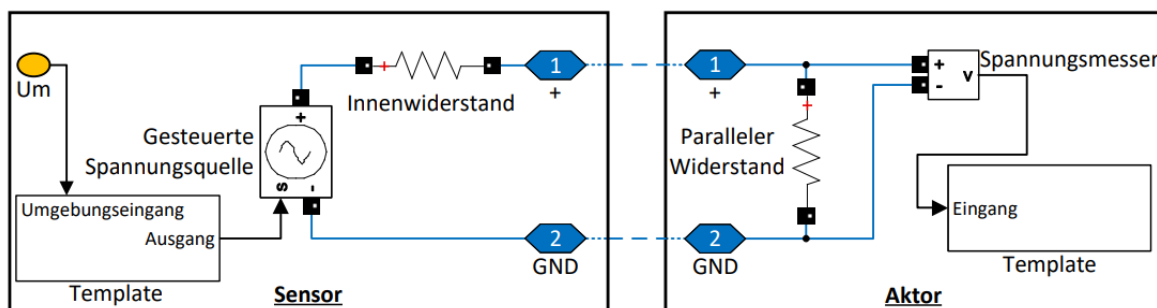 Um
Gesteuerte
Spannungsquelle
+
S
-
+
Innenwiderstand
1
+
Umgebungseingang
Ausgang
Template
2
GND
Sensor
1
+
Paralleler
Widerstand
+
+
-
V
Spannungsmesser
Eingang
Template
2
GND
Aktor